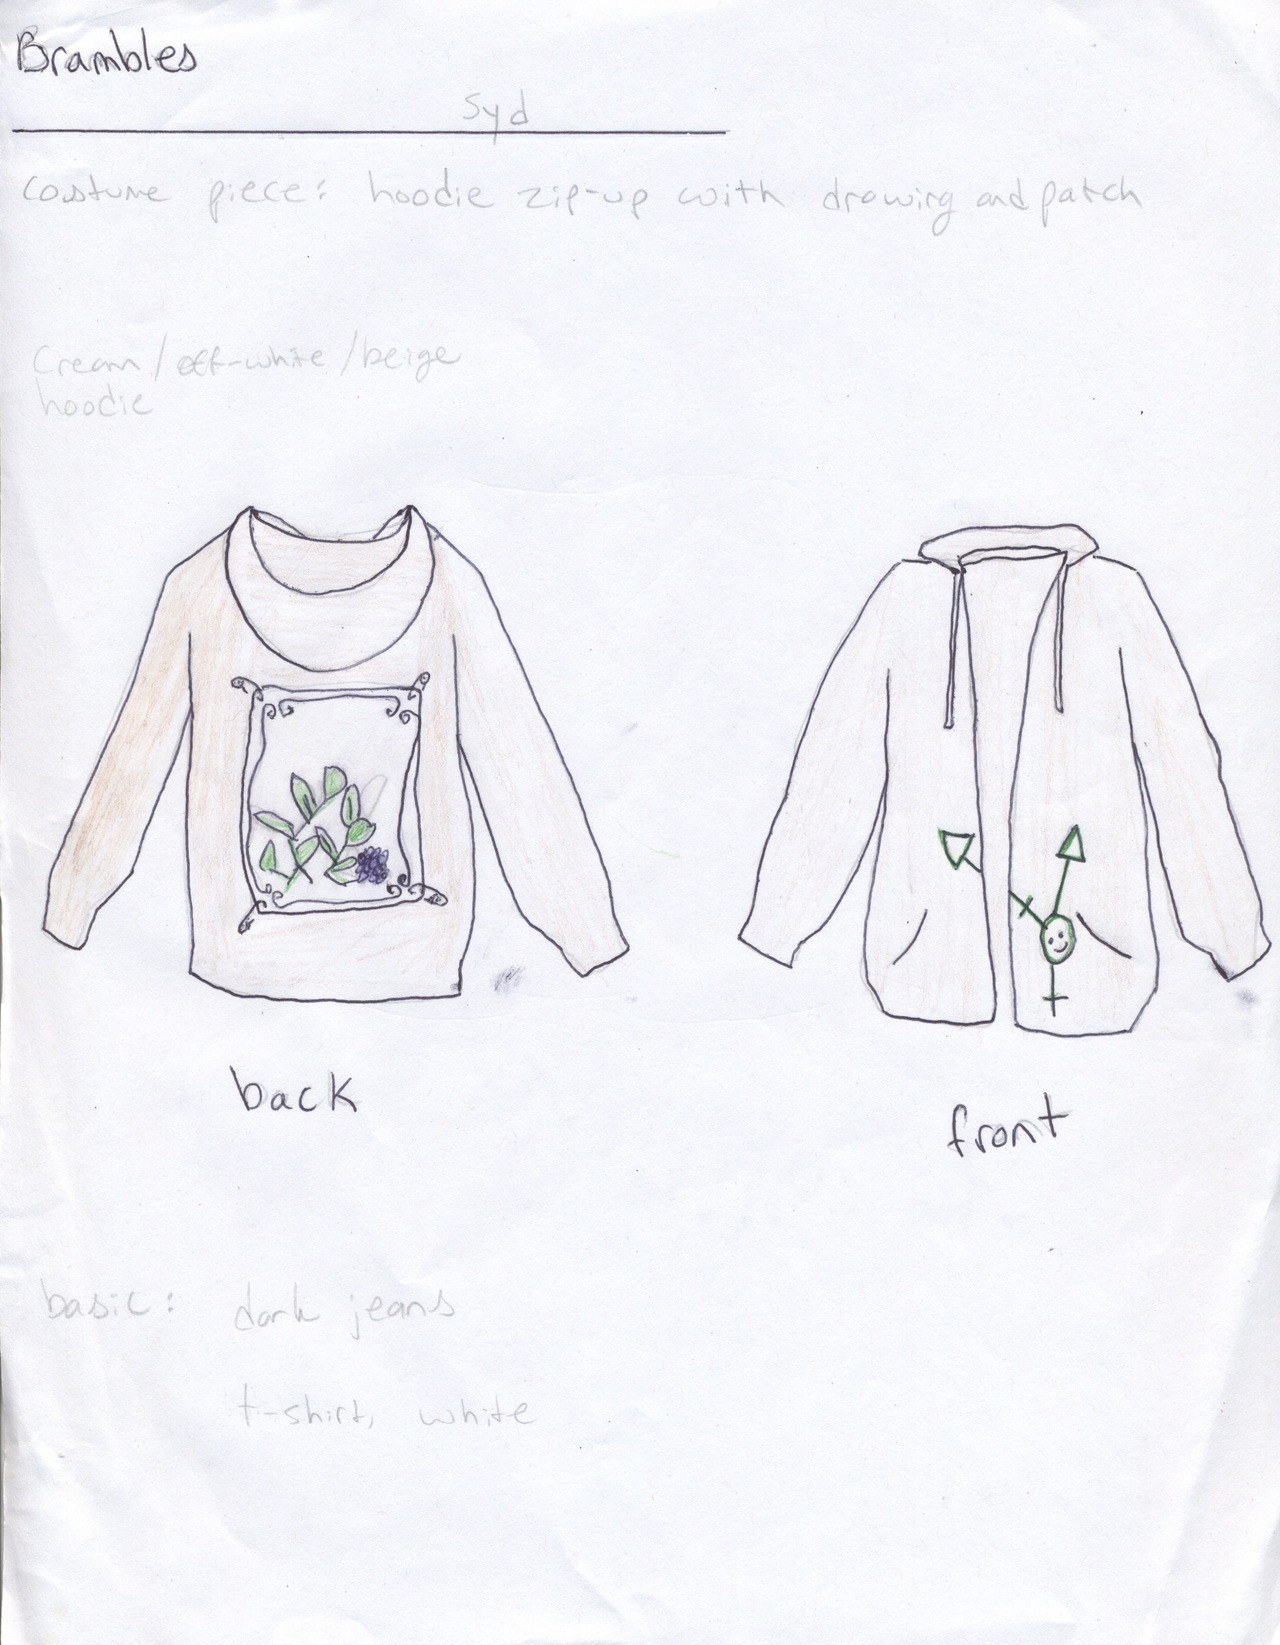 Brambles
Syd
Costume piece: hoodie zip-up with drawing and patch
Cream/off-white/beige
hoodie
back
front
basic: dark jeans
t-shirt, white